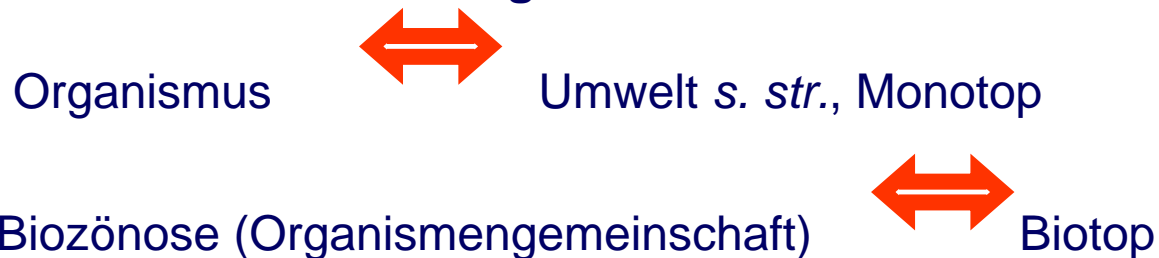 Organismus Umwelt s. str., Monotop
Biozönose (Organismengemeinschaft) Biotop